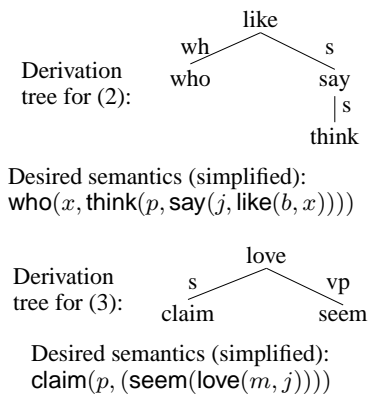 like
wh s
Derivation
tree for (2):
who say
s
think
Desired semantics (simplified):
who(x, think(p, say(j, like(b, x))))
love
Derivation
tree for (3):
s vp
claim seem
Desired semantics (simplified):
claim(p, (seem(love(m, j))))